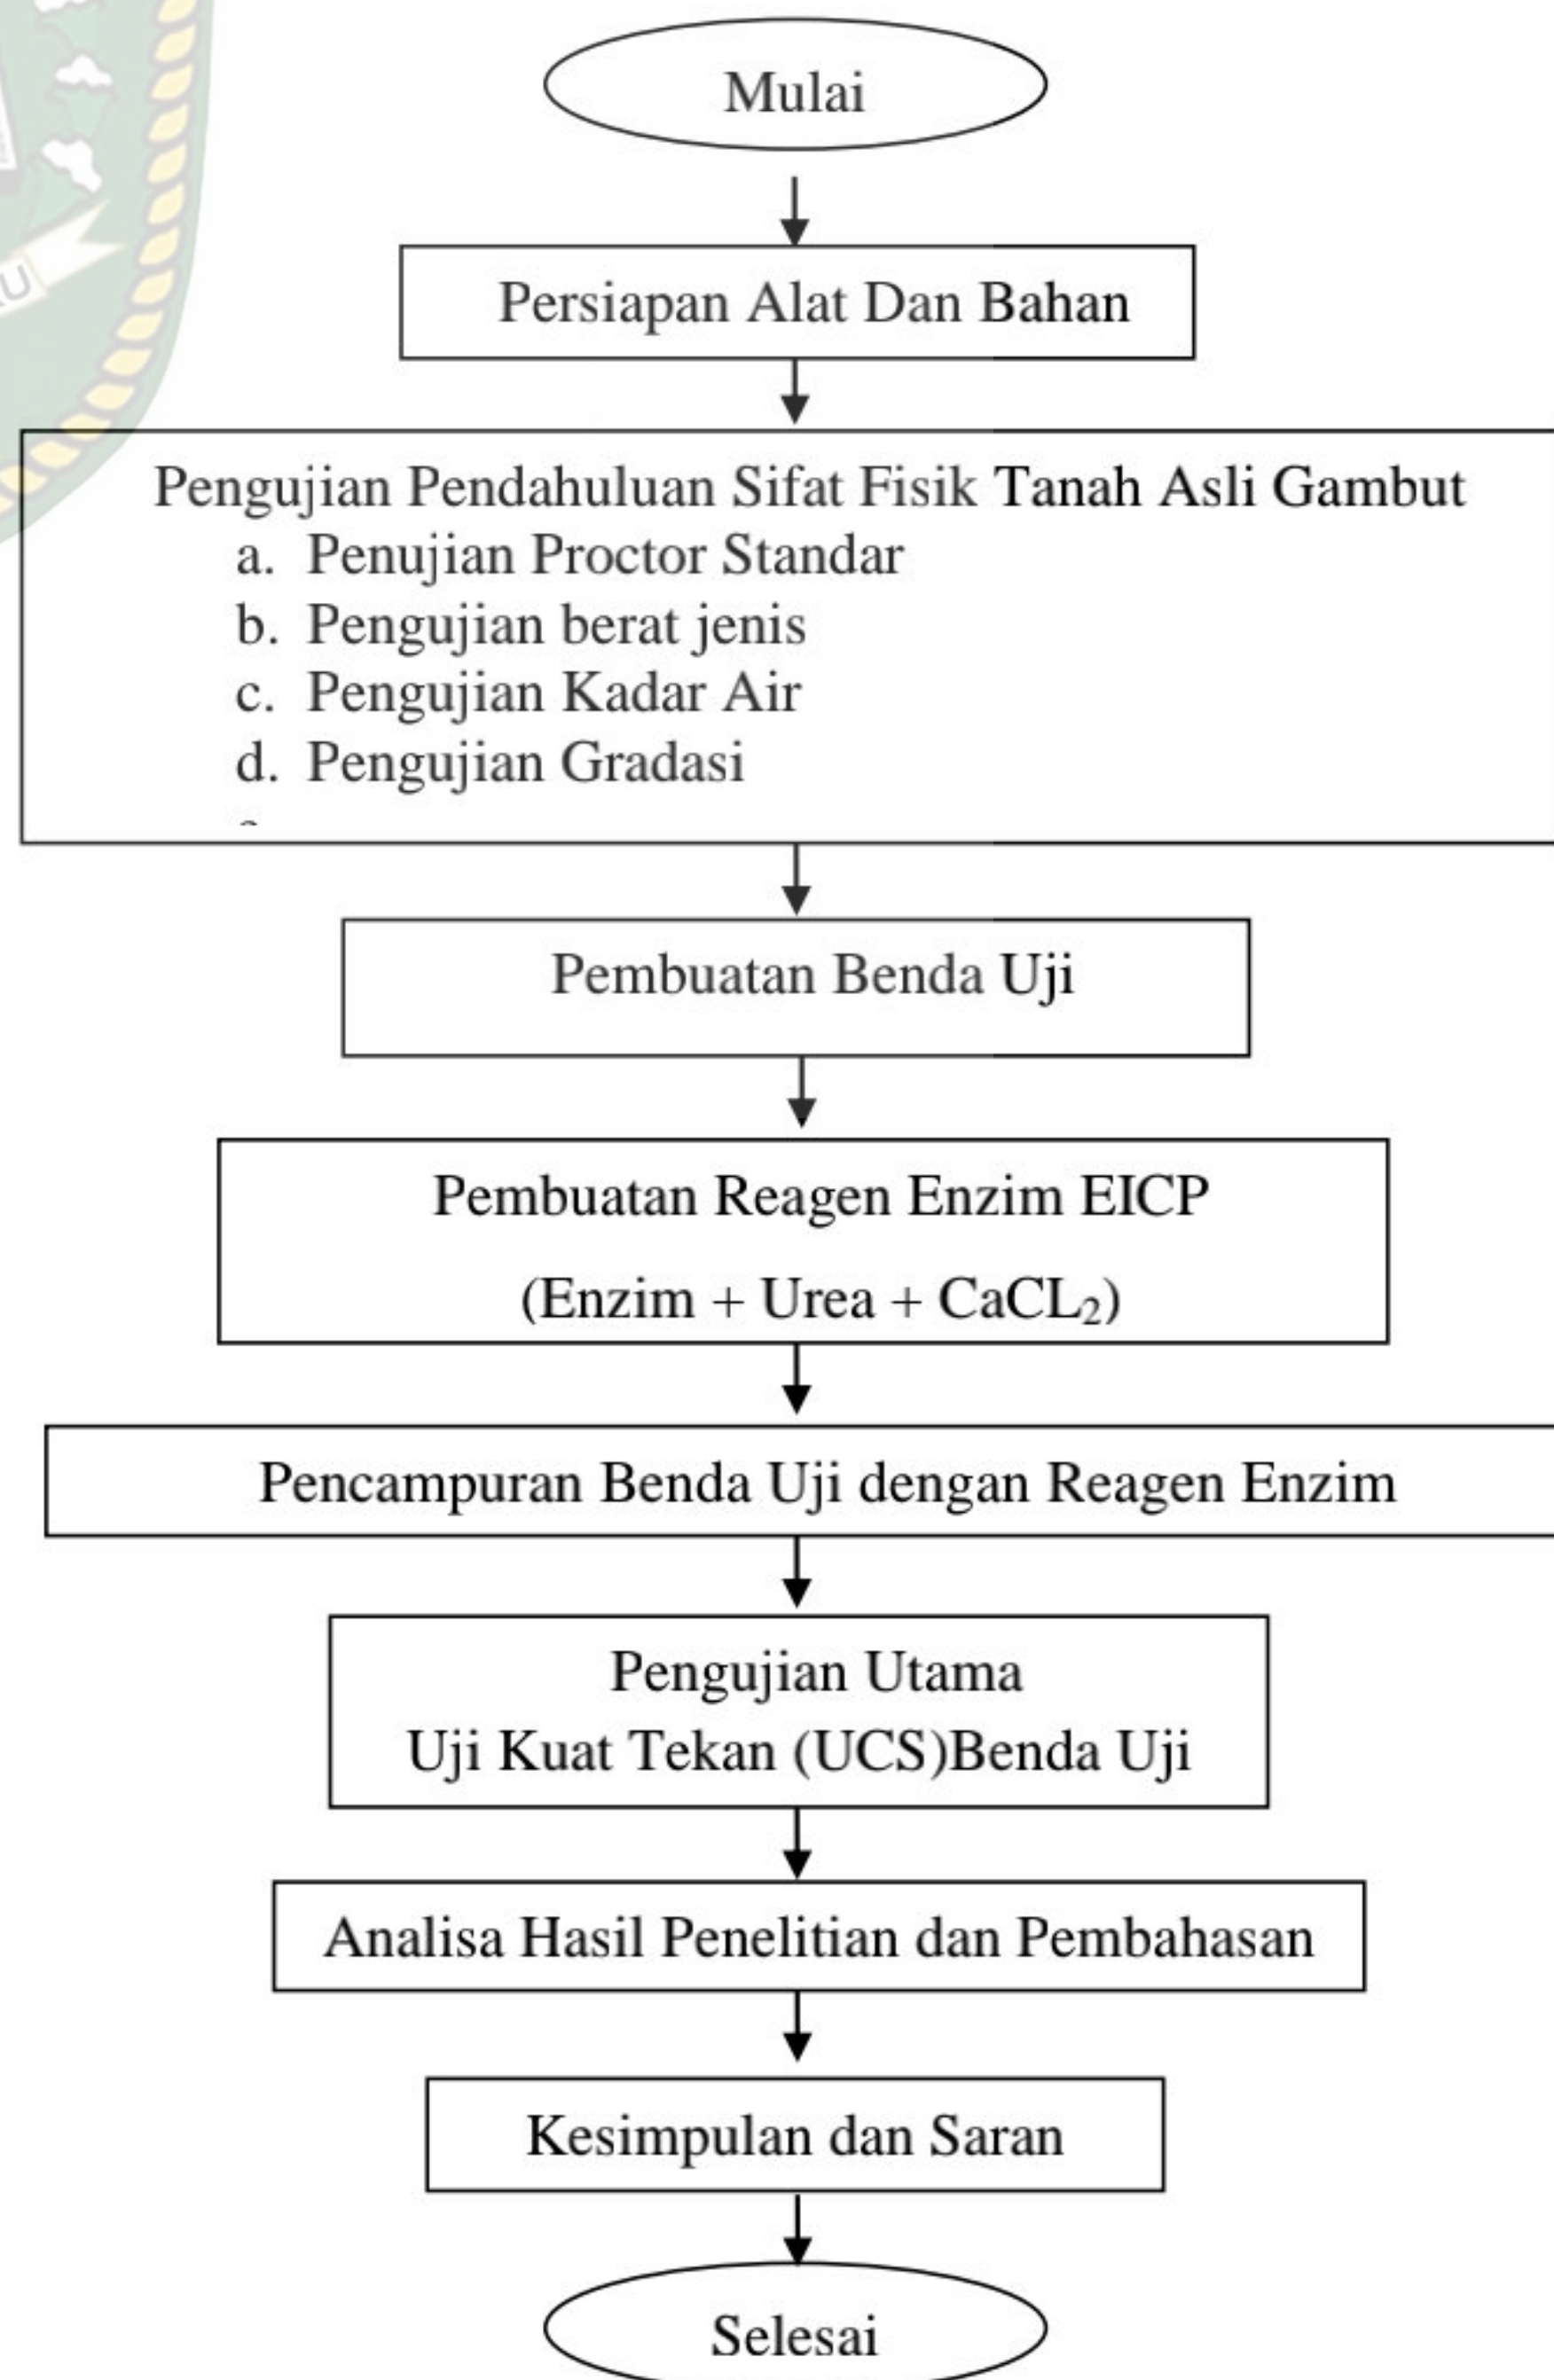 Mulai
Persiapan Alat Dan Bahan
Pengujian Pendahuluan Sifat Fisik Tanah Asli Gambut
a. Penujian Proctor Standar
b. Pengujian berat jenis
c. Pengujian Kadar Air
d. Pengujian Gradasi
Pembuatan Benda Uji
Pembuatan Reagen Enzim EICP
(Enzim + Urea + CaCL₂)
Pencampuran Benda Uji dengan Reagen Enzim
Pengujian Utama
Uji Kuat Tekan (UCS)Benda Uji
Analisa Hasil Penelitian dan Pembahasan
Kesimpulan dan Saran
Selesai